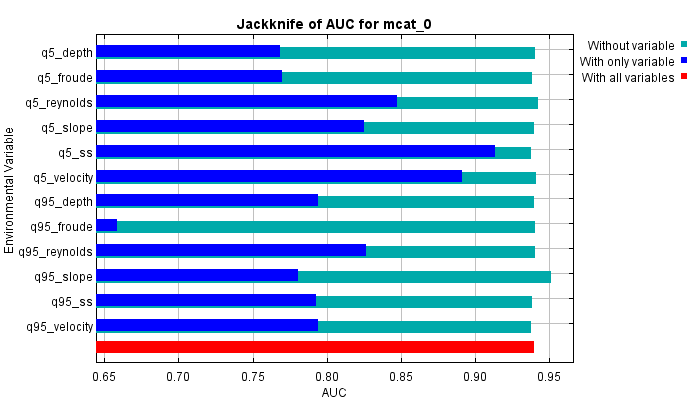 Jackknife of AUC for mcat_0
Without variable
With only variable
With all variables
Environmental Variable
q5_depth
q5_froude
q5_reynolds
q5_slope
q5_ss
q5_velocity
q95_depth
q95_froude
q95_reynolds
q95_slope
q95_ss
q95_velocity
0.65 0.70 0.75 0.80 0.85 0.90 0.95
AUC